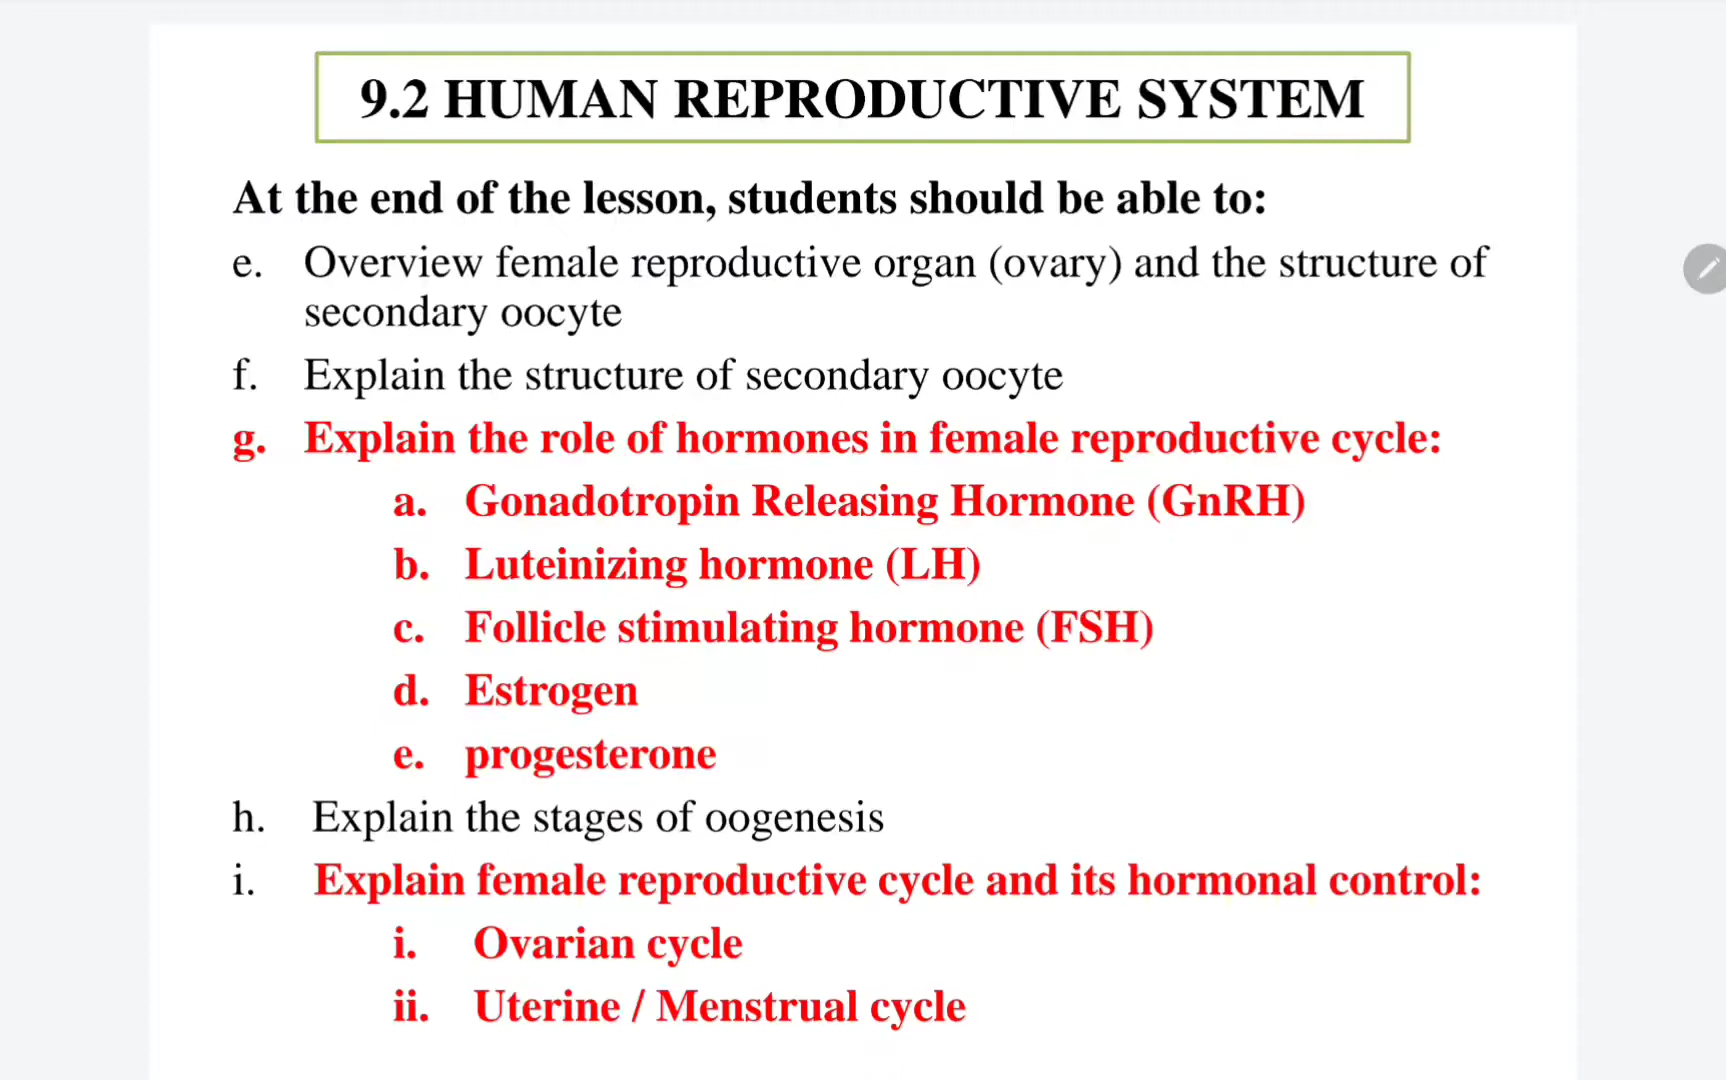 9.2 HUMAN REPRODUCTIVE SYSTEM
At the end of the lesson, students should be able to:
e. Overview female reproductive organ (ovary) and the structure of
secondary oocyte
f. Explain the structure of secondary oocyte
g. Explain the role of hormones in female reproductive cycle:
a. Gonadotropin Releasing Hormone (GnRH)
b. Luteinizing hormone (LH)
c. Follicle stimulating hormone (FSH)
d. Estrogen
e. progesterone
h. Explain the stages of oogenesis
i. Explain female reproductive cycle and its hormonal control:
i. Ovarian cycle
ii. Uterine / Menstrual cycle